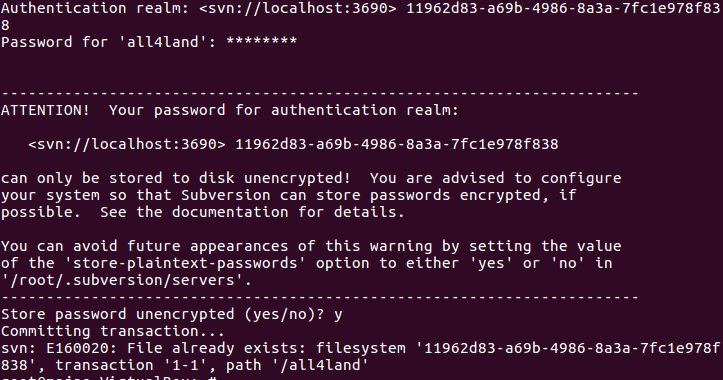 Authentication realm: <svn://localhost:3690> 11962d83-a69b-4986-8a3a-7fc1e978f83
8
Password for 'all4land': ********
-----------------------------------------------------------------------
ATTENTION!  Your password for authentication realm:
   <svn://localhost:3690> 11962d83-a69b-4986-8a3a-7fc1e978f838
can only be stored to disk unencrypted!  You are advised to configure
your system so that Subversion can store passwords encrypted, if
possible.  See the documentation for details.
You can avoid future appearances of this warning by setting the value
of the 'store-plaintext-passwords' option to either 'yes' or 'no' in
'/root/.subversion/servers'.
-----------------------------------------------------------------------
Store password unencrypted (yes/no)? y
Committing transaction...
svn: E160020: File already exists: filesystem '11962d83-a69b-4986-8a3a-7fc1e978f
838', transaction '1-1', path '/all4land'